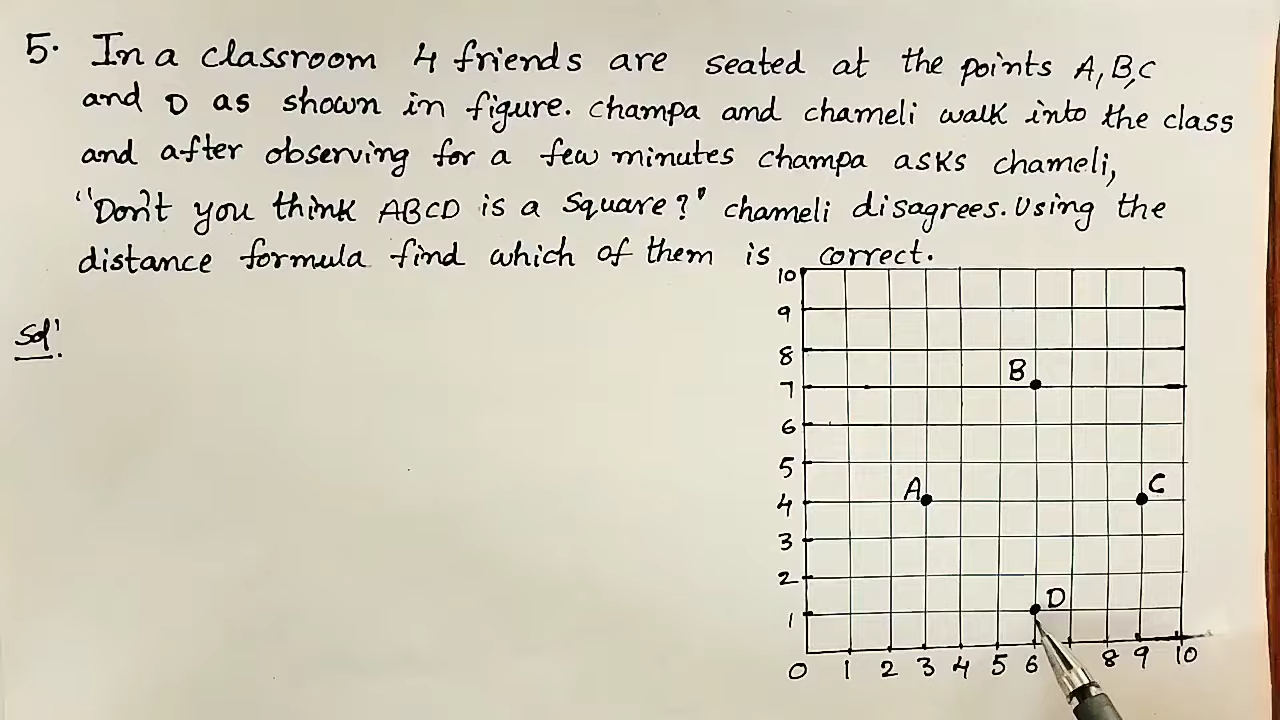 5. In a classroom 4 friends are seated at the points A, B, C
and D as shown in figure. champa and chameli walk into the class
and after observing for a few minutes champa asks chameli,
"Don't you think ABCD is a square?" chameli disagrees. Using the
distance formula find which of them is correct.
Sol!
10
9
8
B
7
6
5
A
C
4
3
2
D
1
0 1 2 3 4 5 6 8 9 10